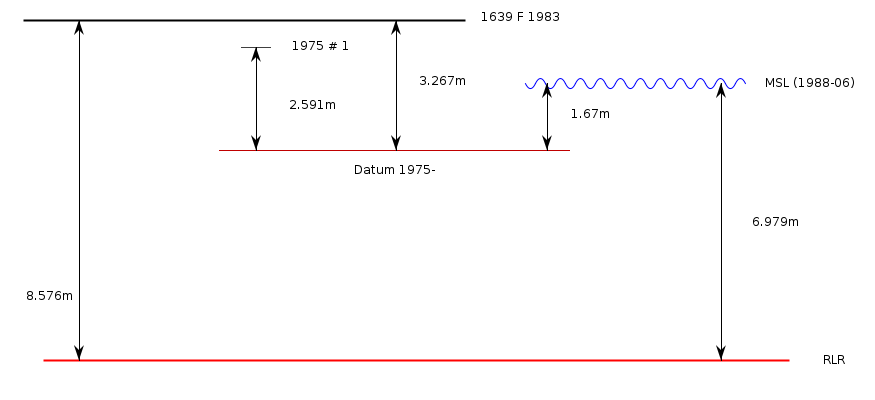 1639 F 1983
1975 # 1
3.267m
MSL (1988-06)
2.591m
1.67m
Datum 1975-
6.979m
8.576m
RLR